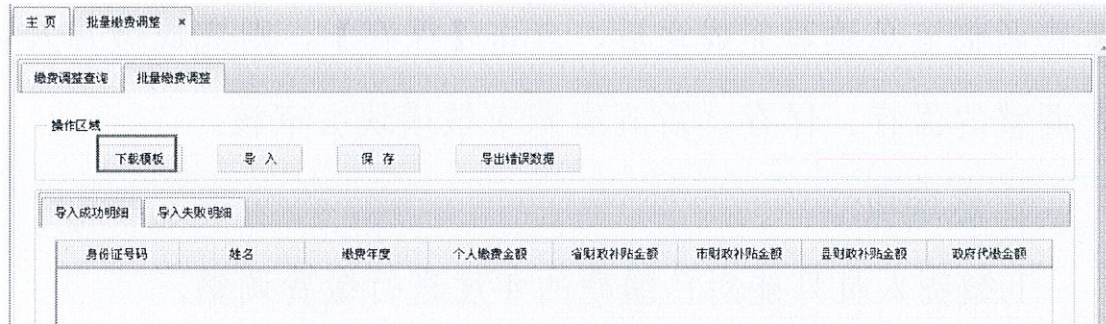 主 页 批量缴费调整 ×
缴费调整查询 批量缴费调整
操作区域
下载模板 导 入 保 存 导出错误数据
导入成功明细 导入失败明细
身份证号码 姓名 缴费年度 个人缴费金额 省财政补贴金额 市财政补贴金额 县财政补贴金额 政府代缴金额